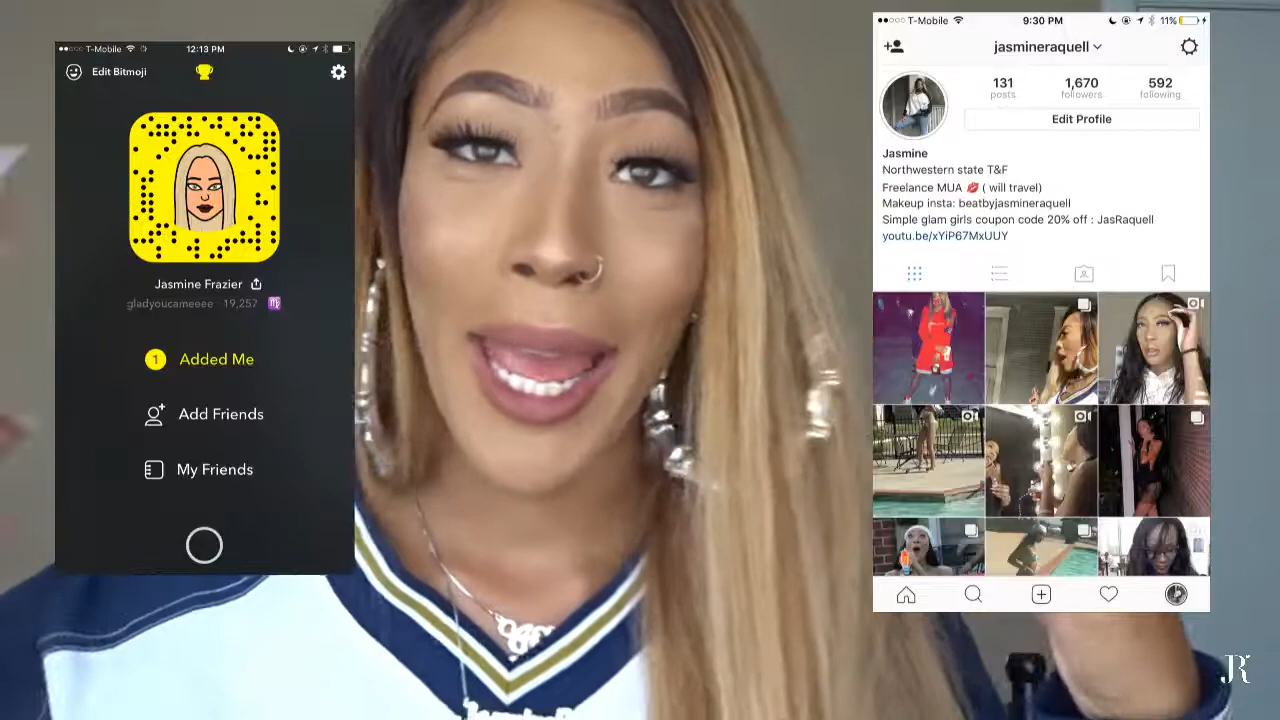 T-Mobile
12:13 PM
Edit Bitmoji
Jasmine Frazier
gladyoucameeee · 19,257
1 Added Me
Add Friends
My Friends
T-Mobile
9:30 PM
11%
jasmineraquell
131
posts
1,670
followers
592
following
Edit Profile
Jasmine
Northwestern state T&F
Freelance MUA 💋 ( will travel)
Makeup insta: beatbyjasmineraquell
Simple glam girls coupon code 20% off : JasRaquell
youtu.be/xYiP67MxUUY
JR